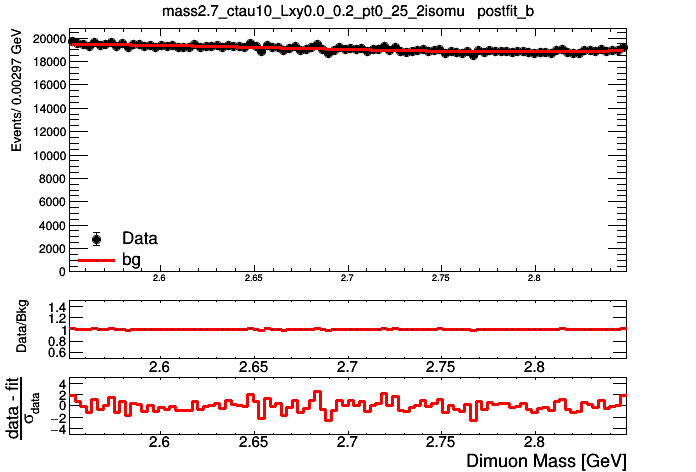 mass2.7_ctau10_Lxy0.0_0.2_pt0_25_2isomu postfit_b
Events/ 0.00297 GeV
20000
18000
16000
14000
12000
10000
8000
6000
4000
2000
0
Data
bg
2.6 2.65 2.7 2.75 2.8
Data/Bkg
1.4
1.2
1
0.8
0.6
2.6 2.65 2.7 2.75 2.8
data - fit
σdata
4
2
0
−2
−4
2.6 2.65 2.7 2.75 2.8
Dimuon Mass [GeV]